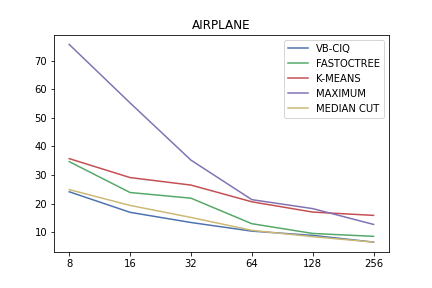 AIRPLANE
VB-CIQ
FASTOCTREE
K-MEANS
MAXIMUM
MEDIAN CUT
70
60
50
40
30
20
10
8 16 32 64 128 256